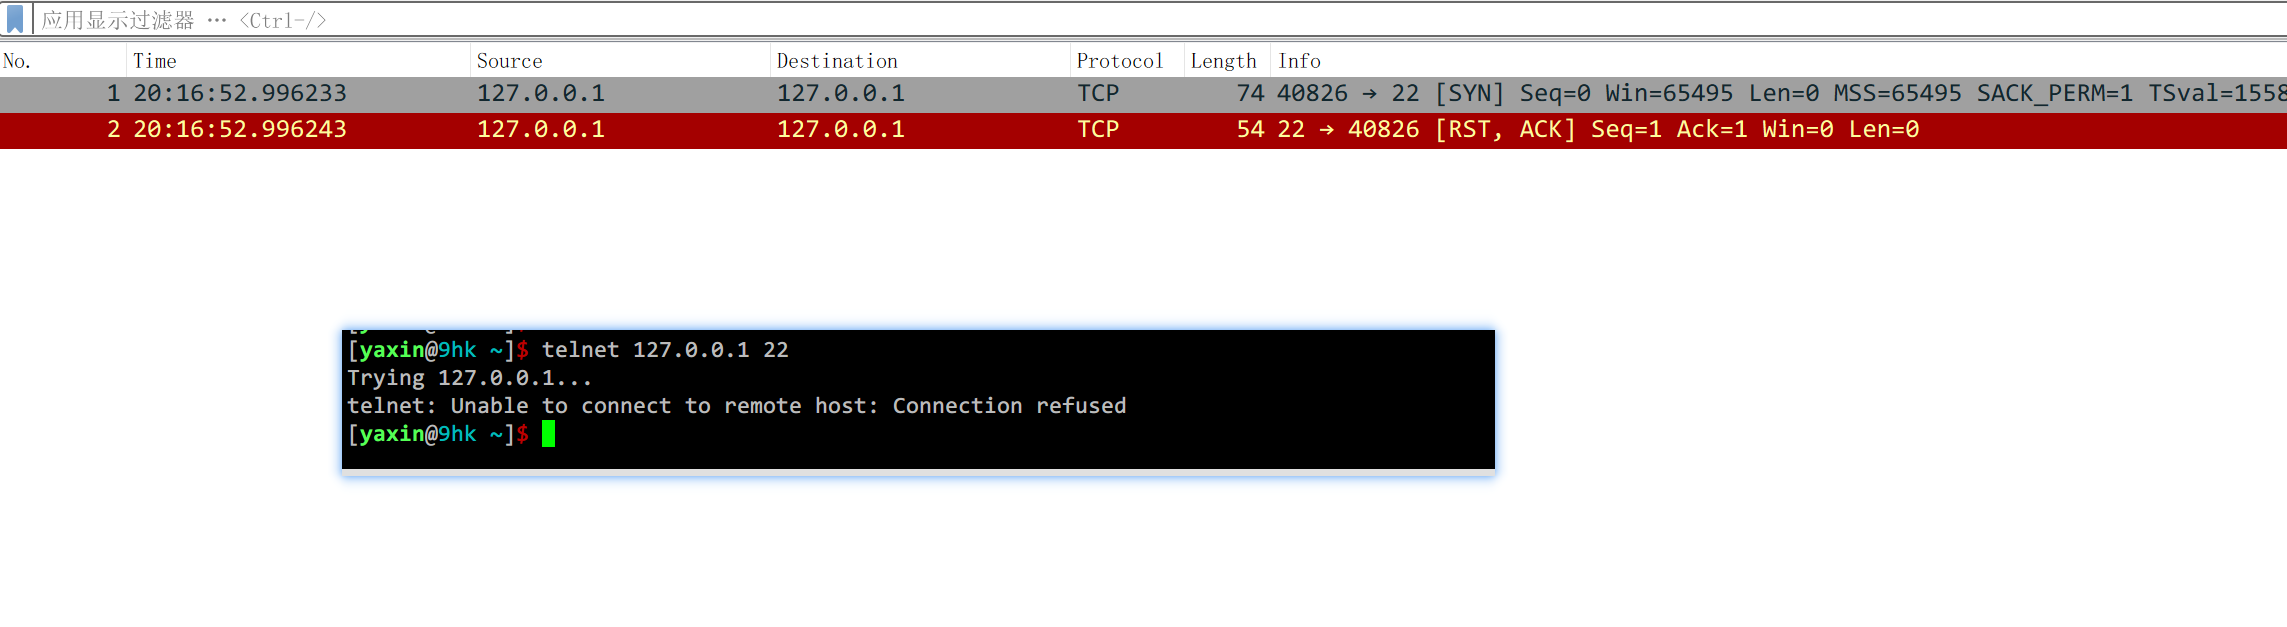 应用显示过滤器 … <Ctrl-/>
No. Time Source Destination Protocol Length Info
1 20:16:52.996233 127.0.0.1 127.0.0.1 TCP 74 40826 → 22 [SYN] Seq=0 Win=65495 Len=0 MSS=65495 SACK_PERM=1 TSval=1558
2 20:16:52.996243 127.0.0.1 127.0.0.1 TCP 54 22 → 40826 [RST, ACK] Seq=1 Ack=1 Win=0 Len=0
[yaxin@9hk ~]$ telnet 127.0.0.1 22
Trying 127.0.0.1...
telnet: Unable to connect to remote host: Connection refused
[yaxin@9hk ~]$